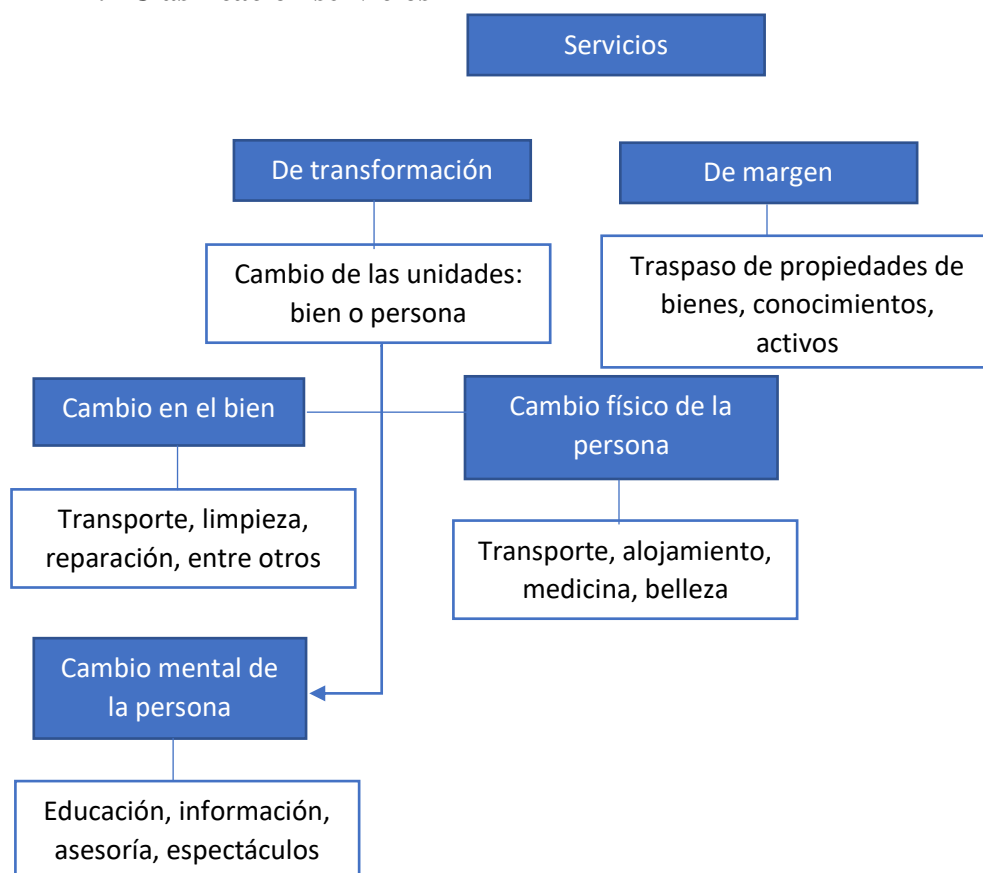 Servicios
De transformación
De margen
Cambio de las unidades:
bien o persona
Traspaso de propiedades de
bienes, conocimientos,
activos
Cambio en el bien
Cambio físico de la
persona
Transporte, limpieza,
reparación, entre otros
Transporte, alojamiento,
medicina, belleza
Cambio mental de
la persona
Educación, información,
asesoría, espectáculos